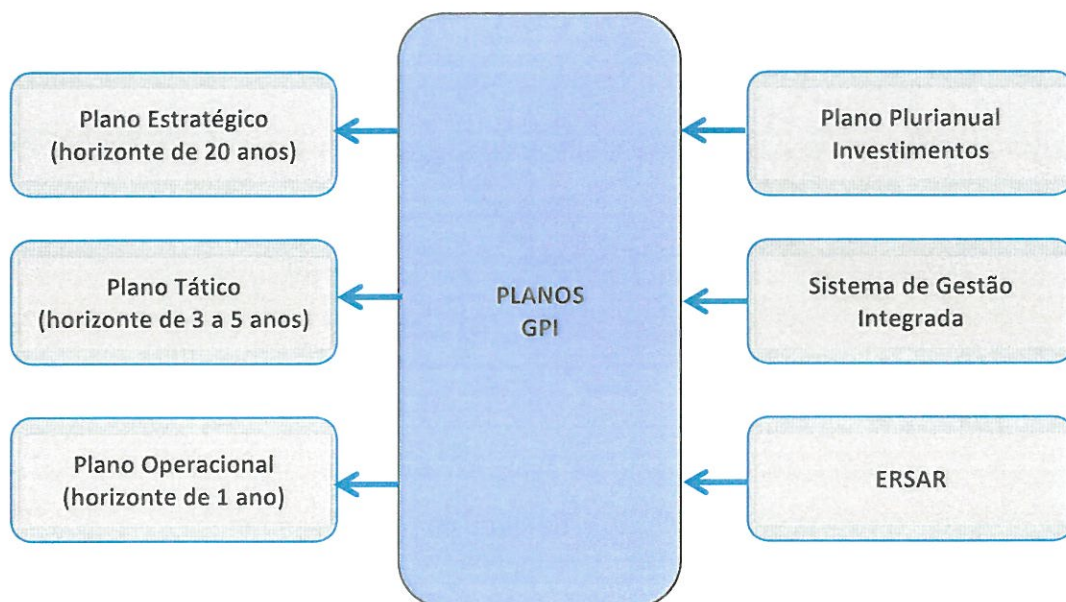 Plano Estratégico
(horizonte de 20 anos)
Plano Tático
(horizonte de 3 a 5 anos)
Plano Operacional
(horizonte de 1 ano)
PLANOS
GPI
Plano Plurianual
Investimentos
Sistema de Gestão
Integrada
ERSAR